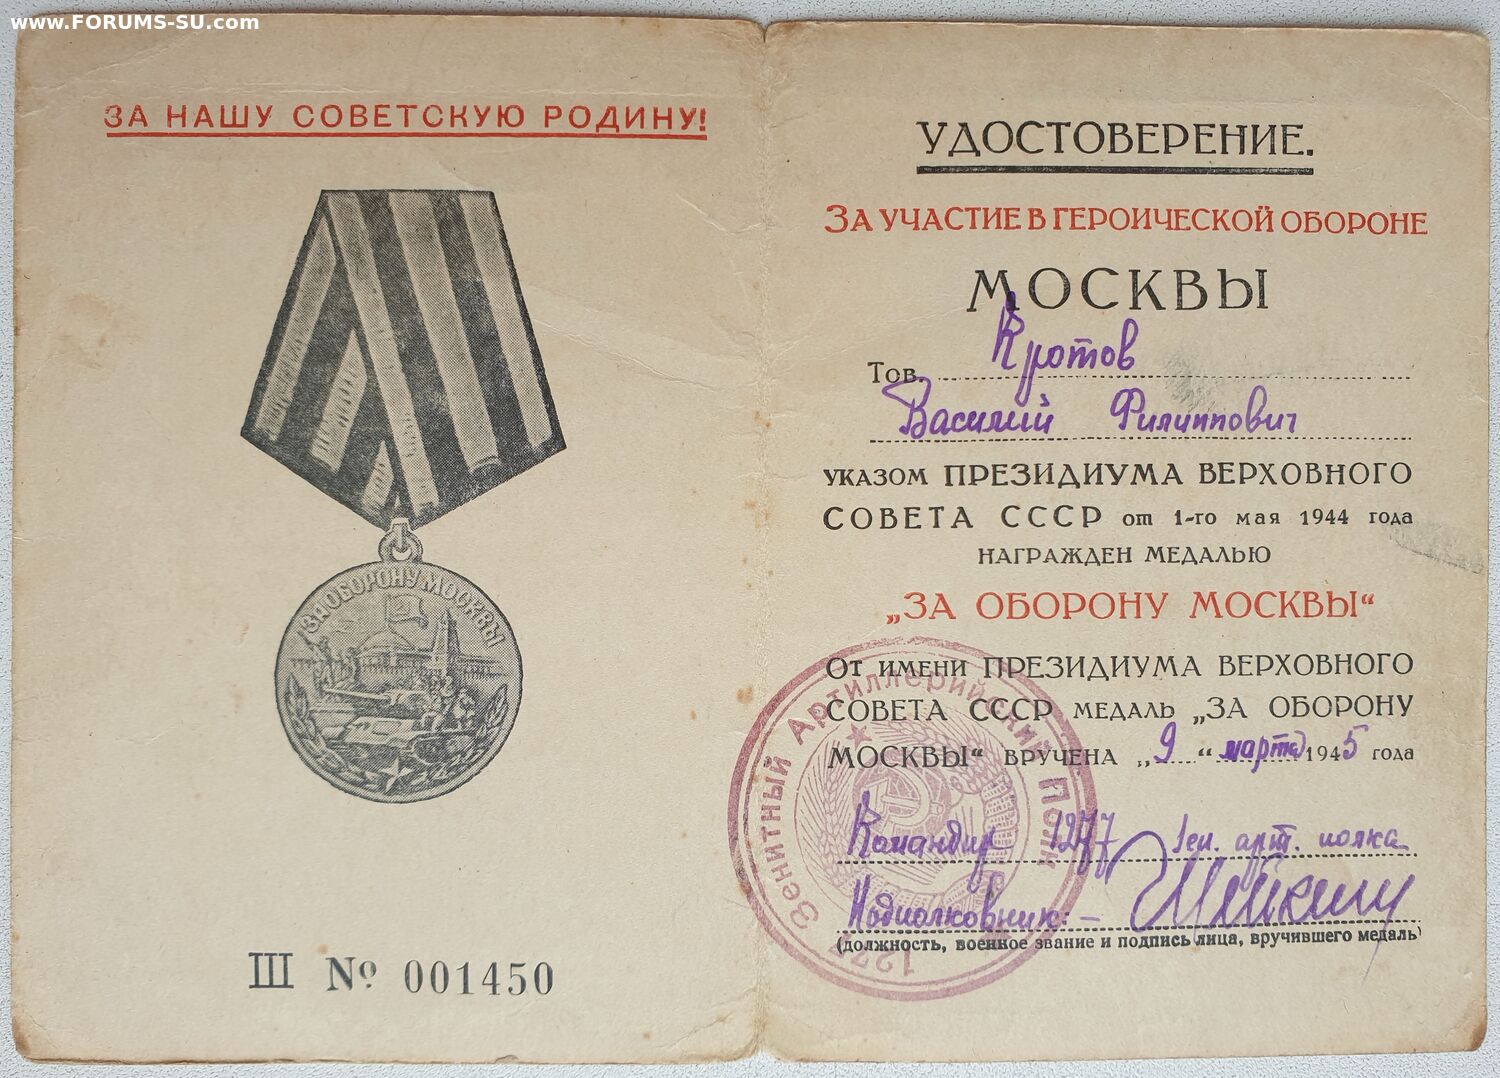 www.FORUMS-SU.com
ЗА НАШУ СОВЕТСКУЮ РОДИНУ!
ЗА ОБОРОНУ МОСКВЫ
III № 001450
УДОСТОВЕРЕНИЕ.
ЗА УЧАСТИЕ В ГЕРОИЧЕСКОЙ ОБОРОНЕ
МОСКВЫ
Тов. Кротов
Василий Филиппович
УКАЗОМ ПРЕЗИДИУМА ВЕРХОВНОГО
СОВЕТА СССР от 1-го мая 1944 года
НАГРАЖДЕН МЕДАЛЬЮ
„ЗА ОБОРОНУ МОСКВЫ“
От имени ПРЕЗИДИУМА ВЕРХОВНОГО
СОВЕТА СССР МЕДАЛЬ „ЗА ОБОРОНУ
МОСКВЫ“ ВРУЧЕНА „9“ марта 1945 года
Командир 1277 зен. арт. полка
Подполковник: –
(должность, военное звание и подпись лица, вручившего медаль)
1277 Зенитный Артиллерийский Полк